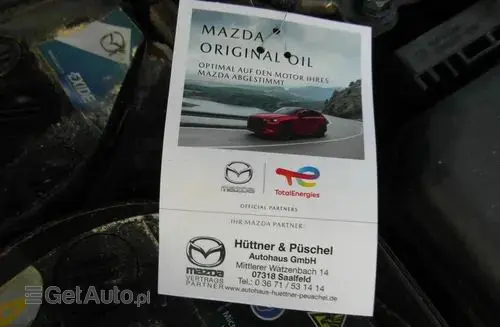 MAZDA
ORIGINAL OIL
OPTIMAL AUF DEN MOTOR IHRES
MAZDA ABGESTIMMT
EXIDE
mazda
TotalEnergies
OFFICIAL PARTNERS
IHR MAZDA PARTNER:
mazda
VERTRAGS
PARTNER
Hüttner & Püschel
Autohaus GmbH
Mittlerer Watzenbach 14
07318 Saalfeld
Tel.: 0 36 71 / 53 14 14
www.autohaus-huettner-peuschel.de
GetAuto.pl